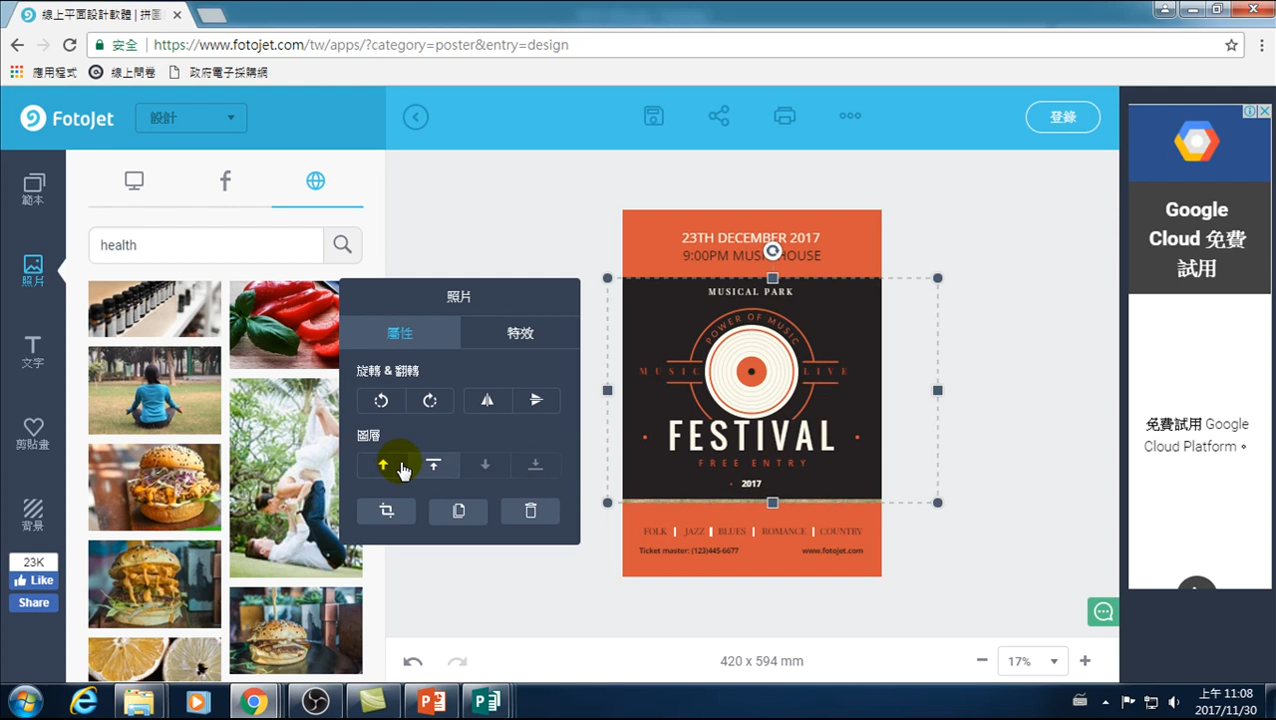 線上平面設計軟體 | 拼圖
安全
https://www.fotojet.com/tw/apps/?category=poster&entry=design
應用程式
線上問卷
政府電子採購網
FotoJet
設計
登錄
範本
照片
文字
剪貼畫
背景
23K
Like
Share
health
照片
屬性
特效
旋轉 & 翻轉
圖層
23TH DECEMBER 2017
9:00PM MUSIC HOUSE
MUSICAL PARK
POWER OF MUSIC
MUSIC
LIVE
FESTIVAL
FREE ENTRY
2017
FOLK | JAZZ | BLUES | ROMANCE | COUNTRY
Ticket master: (123)445-6677
www.fotojet.com
420 x 594 mm
17%
Google
Cloud 免費
試用
免費試用 Google
Cloud Platform。
上午 11:08
2017/11/30